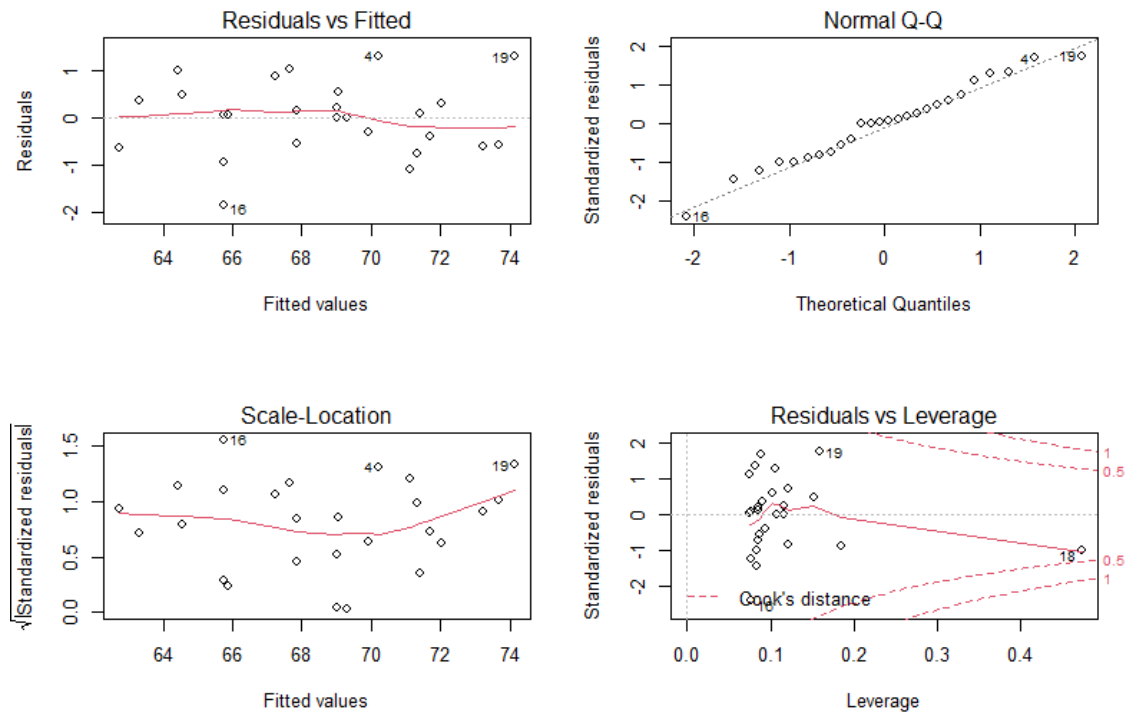 Residuals vs Fitted
Residuals
1
0
-1
-2
4
19
16
64 66 68 70 72 74
Fitted values
Normal Q-Q
Standardized residuals
2
1
0
-1
-2
4
19
16
-2 -1 0 1 2
Theoretical Quantiles
Scale-Location
√|Standardized residuals|
1.5
1.0
0.5
0.0
16
4
19
64 66 68 70 72 74
Fitted values
Residuals vs Leverage
Standardized residuals
2
1
0
-1
-2
19
1
0.5
18
0.5
1
Cook's distance
16
0.0 0.1 0.2 0.3 0.4
Leverage